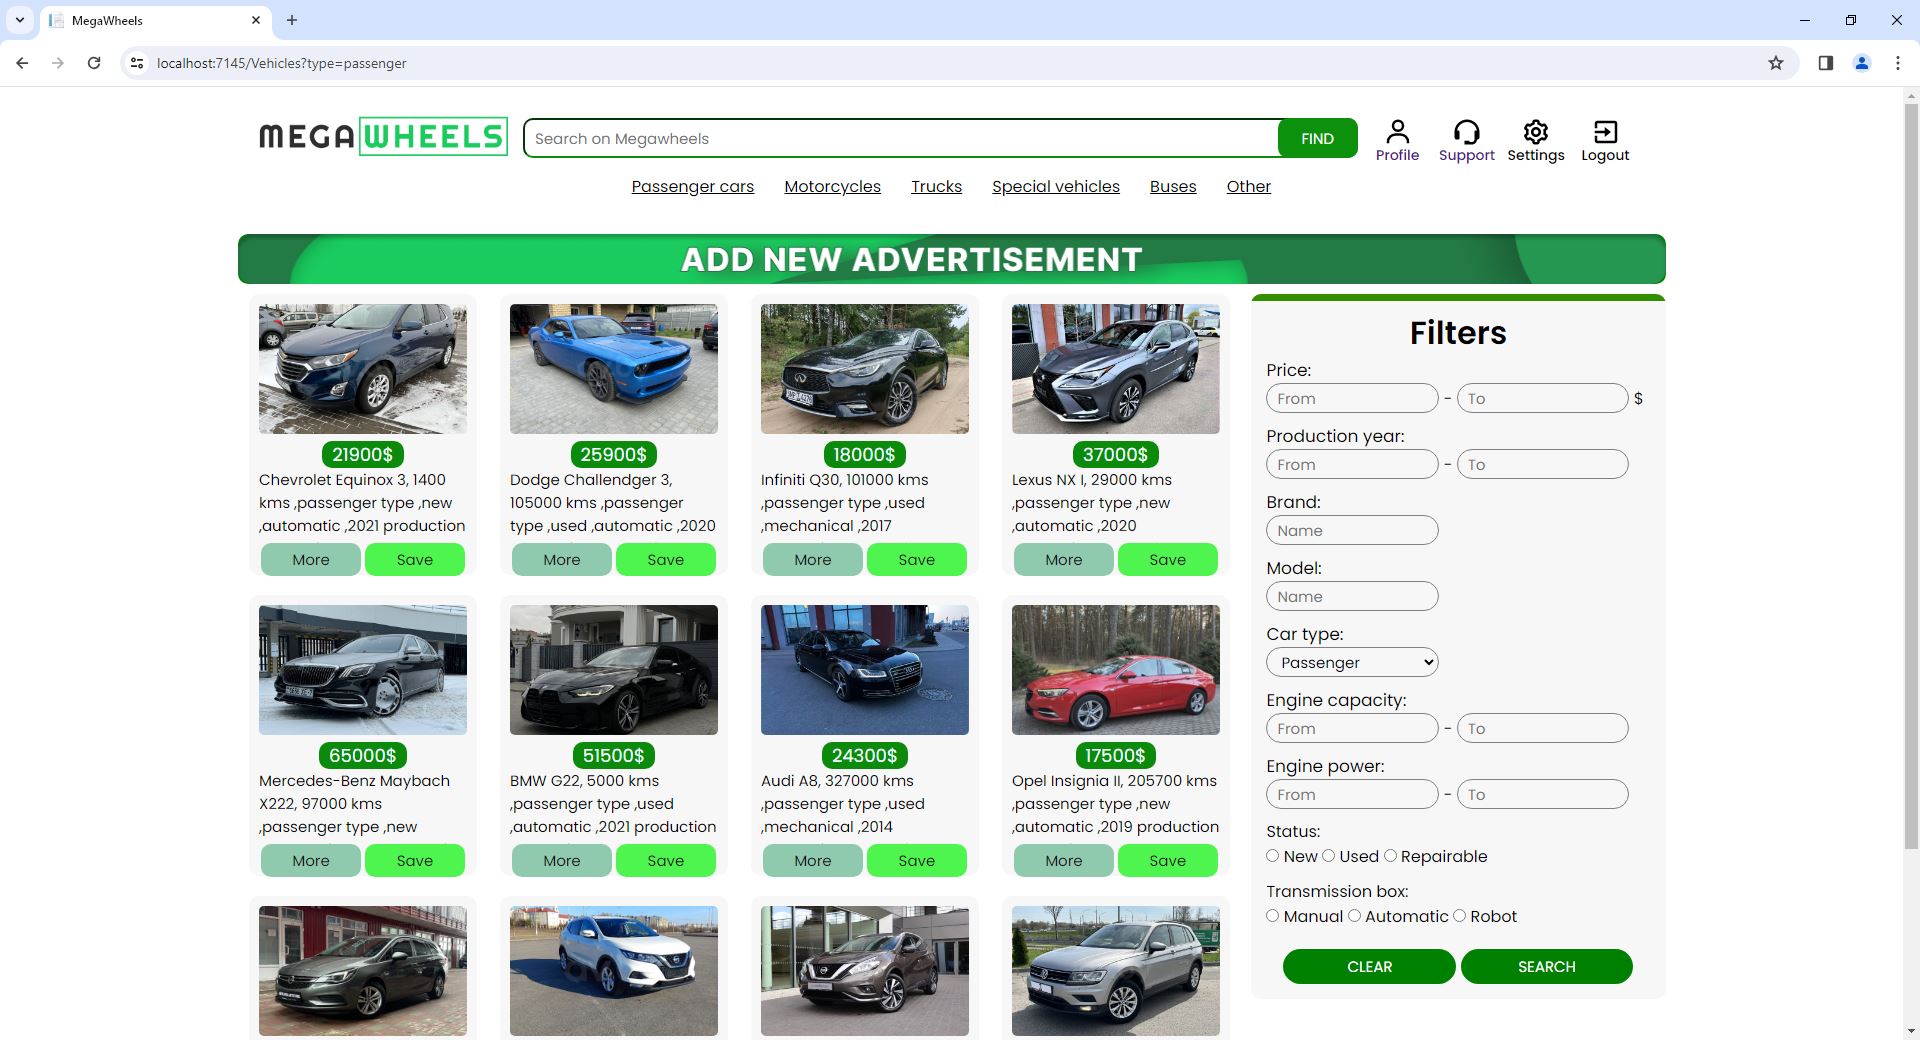 MegaWheels
localhost:7145/Vehicles?type=passenger
MEGAWHEELS
Search on Megawheels
FIND
Profile
Support
Settings
Logout
Passenger cars
Motorcycles
Trucks
Special vehicles
Buses
Other
ADD NEW ADVERTISEMENT
21900$
Chevrolet Equinox 3, 1400
kms ,passenger type ,new
,automatic ,2021 production
More
Save
25900$
Dodge Challendger 3,
105000 kms ,passenger
type ,used ,automatic ,2020
More
Save
18000$
Infiniti Q30, 101000 kms
,passenger type ,used
,mechanical ,2017
More
Save
37000$
Lexus NX I, 29000 kms
,passenger type ,new
,automatic ,2020
More
Save
65000$
Mercedes-Benz Maybach
X222, 97000 kms
,passenger type ,new
More
Save
51500$
BMW G22, 5000 kms
,passenger type ,used
,automatic ,2021 production
More
Save
24300$
Audi A8, 327000 kms
,passenger type ,used
,mechanical ,2014
More
Save
17500$
Opel Insignia II, 205700 kms
,passenger type ,new
,automatic ,2019 production
More
Save
Filters
Price:
From - To $
Production year:
From - To
Brand:
Name
Model:
Name
Car type:
Passenger
Engine capacity:
From - To
Engine power:
From - To
Status:
New Used Repairable
Transmission box:
Manual Automatic Robot
CLEAR
SEARCH